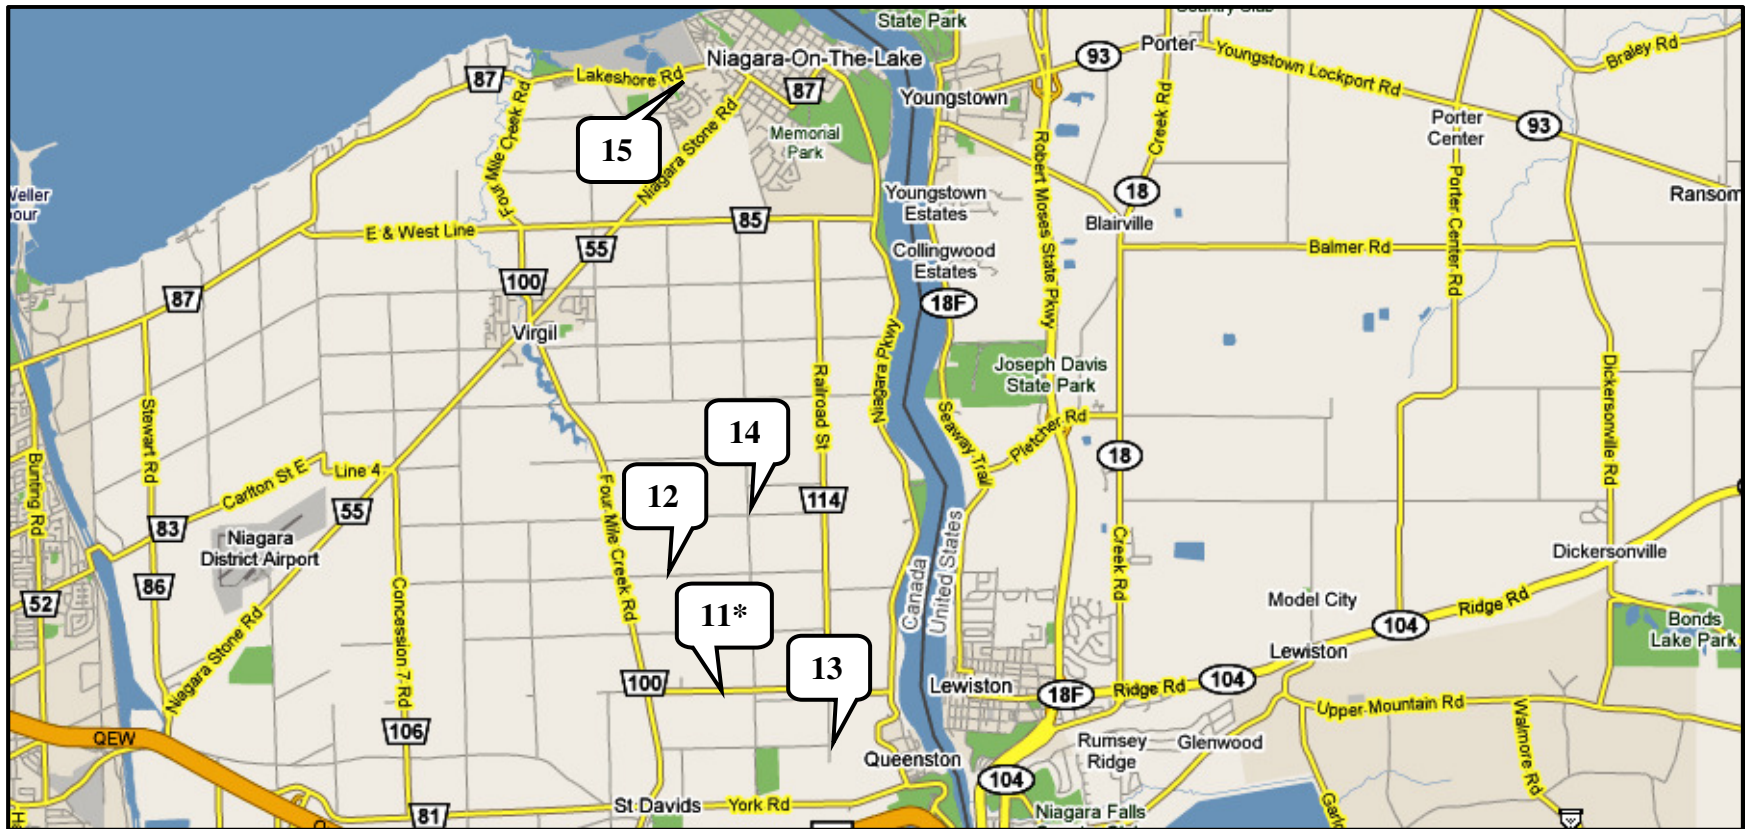 State Park
Country Club
Niagara-On-The-Lake
Porter
93
Youngstown Lockport Rd
Braley Rd
87
Lakeshore Rd
87
Youngstown
Porter
Center
93
Four Mile Creek Rd
15
Niagara Stone Rd
Memorial
Park
Robert Moses State Pkwy
Creek Rd
18
Youngstown
Estates
Blairville
Porter Center Rd
Ransom
Weller
our
E & West Line
85
55
Collingwood
Estates
Balmer Rd
100
87
18F
Virgil
Niagara Pkwy
Joseph Davis
State Park
Railroad St
Dickersonville Rd
Stewart Rd
14
Seaway Trail
Pletcher Rd
18
Bunting Rd
Carlton St E
Line 4
12
114
55
Four Mile Creek Rd
83
Niagara
District Airport
Canada
United States
Creek Rd
Dickersonville
86
Concession 7 Rd
52
11*
Model City
Ridge Rd
104
Bonds
Lake Park
Niagara Stone Rd
13
Lewiston
100
Lewiston
18F
Ridge Rd
104
Upper Mountain Rd
Walmore Rd
QEW
106
Queenston
Rumsey
Ridge
Glenwood
104
81
St Davids
York Rd
Niagara Falls